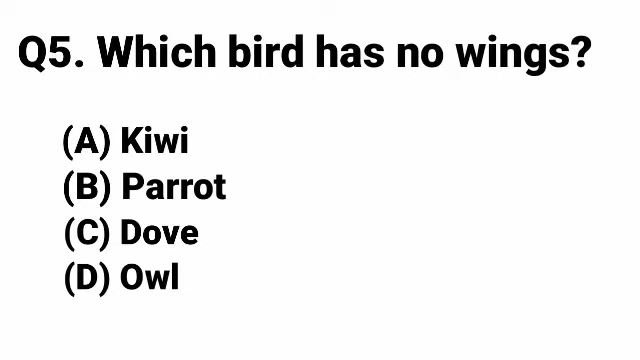 Q5. Which bird has no wings?
(A) Kiwi
(B) Parrot
(C) Dove
(D) Owl